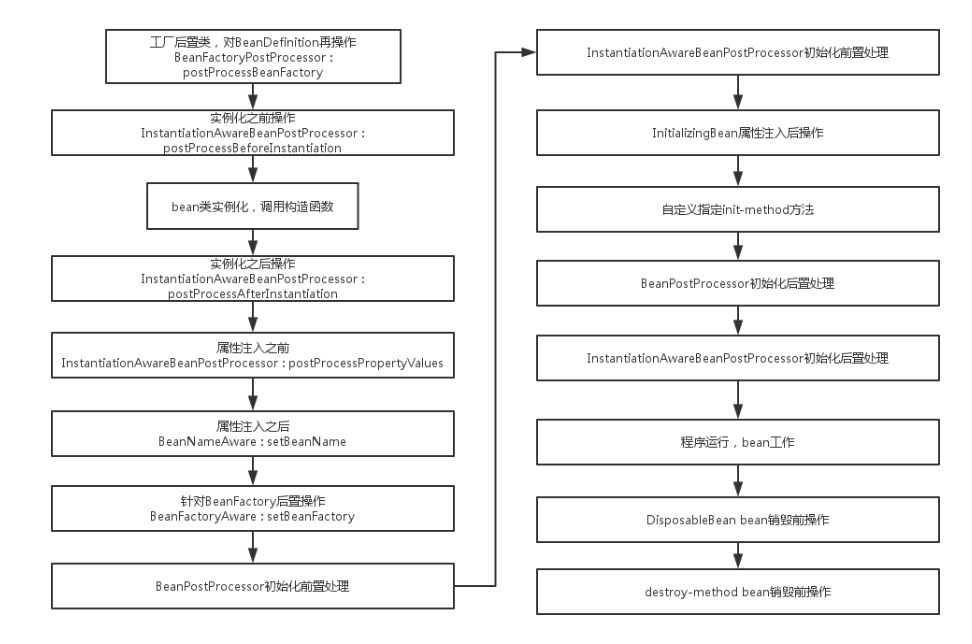 工厂后置类，对BeanDefinition再操作
BeanFactoryPostProcessor：
postProcessBeanFactory
实例化之前操作
InstantiationAwareBeanPostProcessor：
postProcessBeforeInstantiation
bean类实例化，调用构造函数
实例化之后操作
InstantiationAwareBeanPostProcessor：
postProcessAfterInstantiation
属性注入之前
InstantiationAwareBeanPostProcessor：postProcessPropertyValues
属性注入之后
BeanNameAware：setBeanName
针对BeanFactory后置操作
BeanFactoryAware：setBeanFactory
BeanPostProcessor初始化前置处理
InstantiationAwareBeanPostProcessor初始化前置处理
InitializingBean属性注入后操作
自定义指定init-method方法
BeanPostProcessor初始化后置处理
InstantiationAwareBeanPostProcessor初始化后置处理
程序运行，bean工作
DisposableBean bean销毁前操作
destroy-method bean销毁前操作